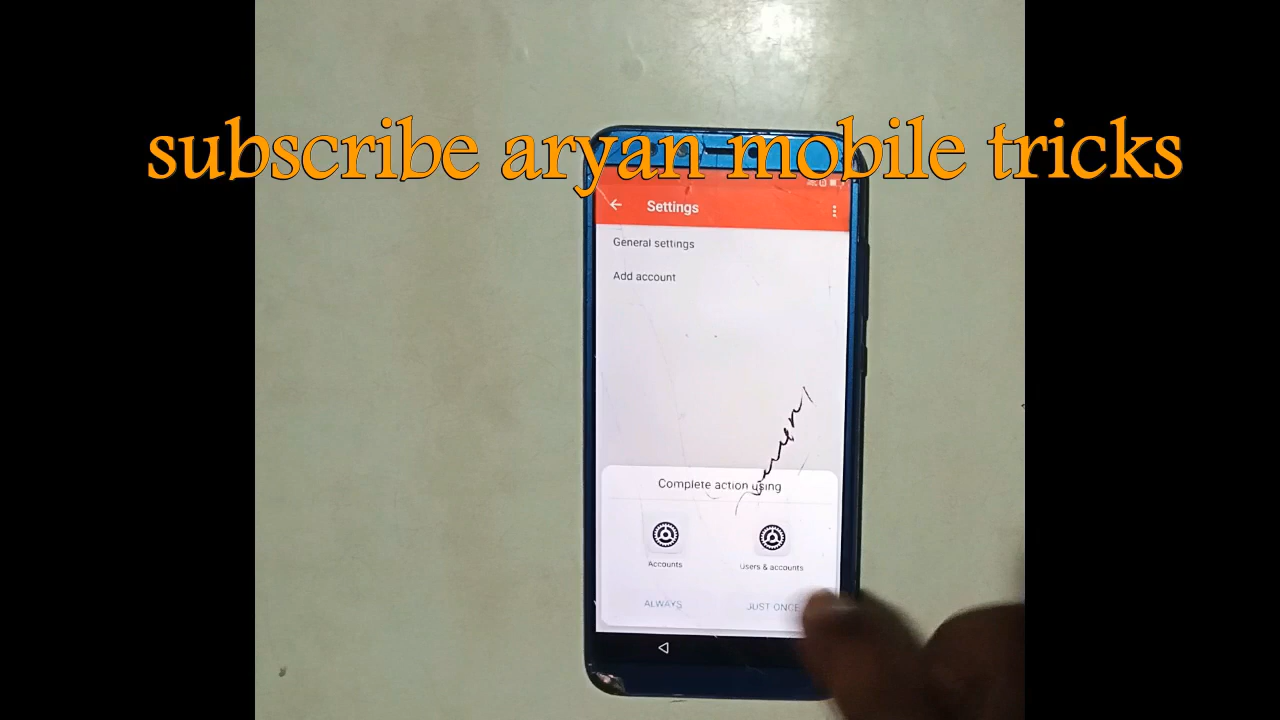 subscribe aryan mobile tricks
Settings
General settings
Add account
Complete action using
Accounts
Users & accounts
ALWAYS
JUST ONCE